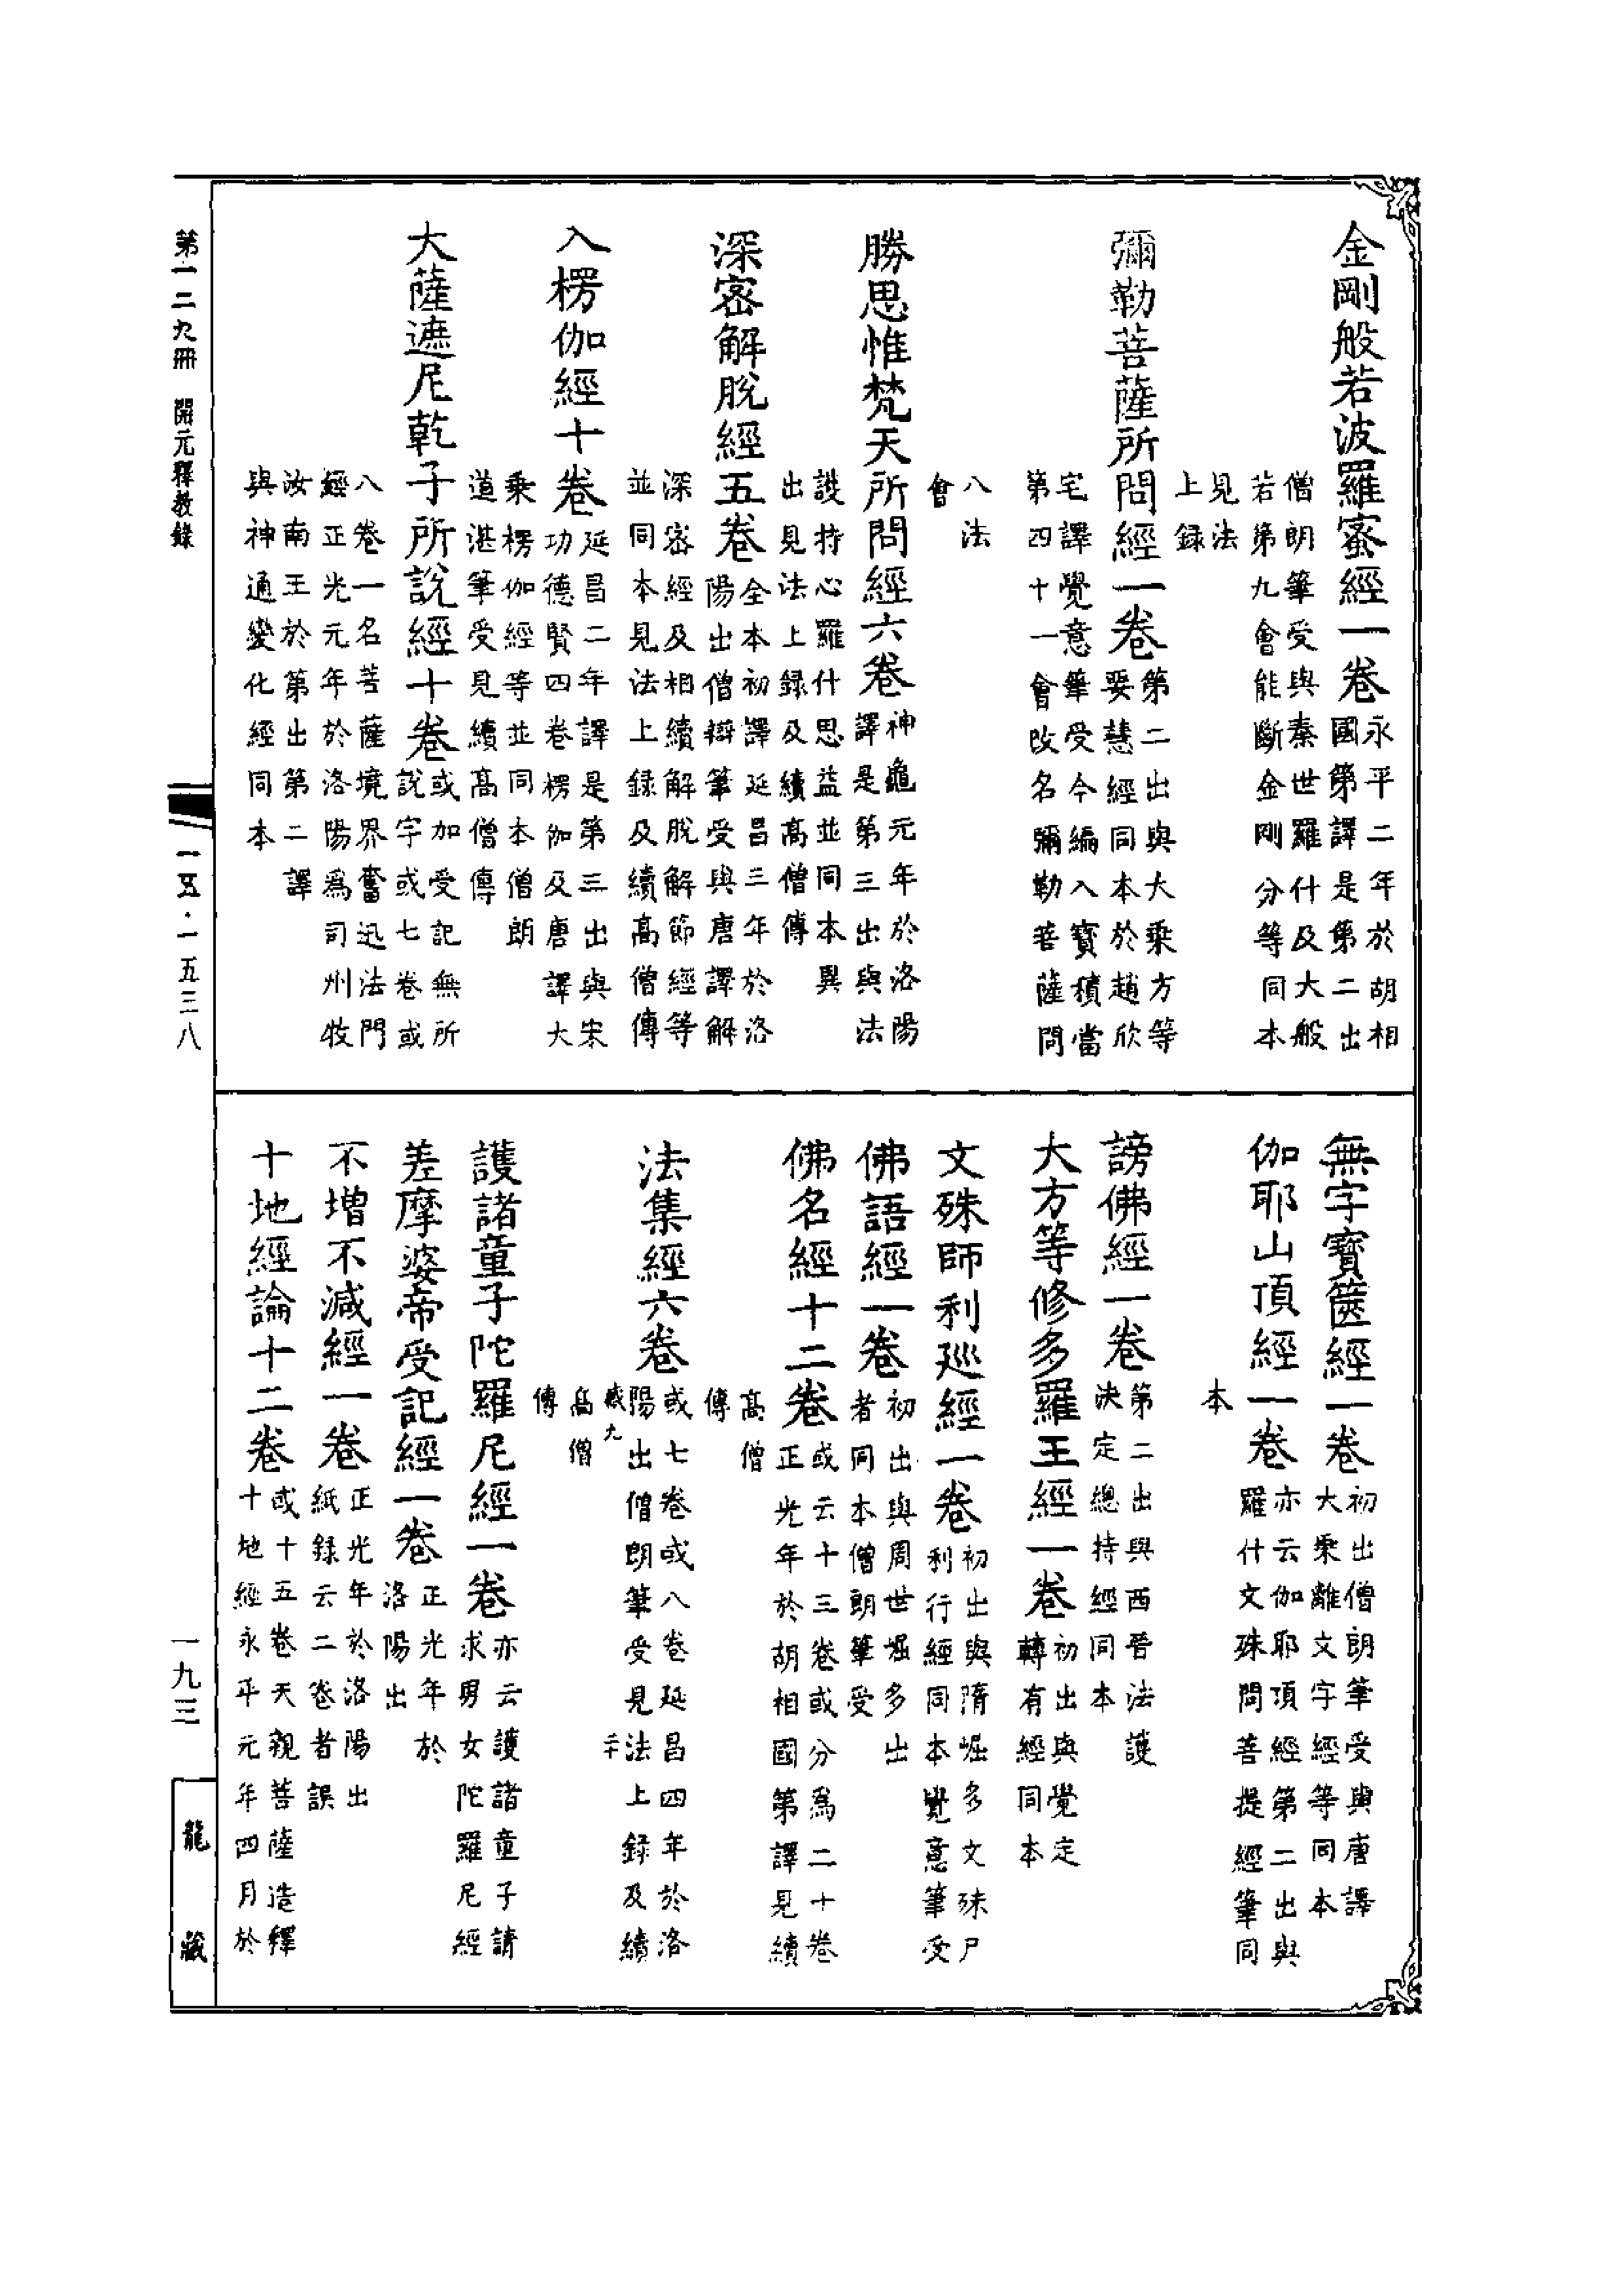 金剛般若波羅蜜經一卷
永平二年於胡相
國第譯是第二出
僧朗筆受與秦世羅什及大般
若第九會能斷金剛分等同本
見法
上録
彌勒菩薩所問經一卷
第二出與大乘方等
要慧經同本於趙欣
宅譯覺意筆受今編入寶積當
第四十一會改名彌勒菩薩問
八法
會
勝思惟梵天所問經六卷
神龜元年於洛陽
譯是第三出與法
護持心羅什思益並同本異
出見法上録及續高僧傳
深密解脫經五卷
全本初譯延昌三年於洛
陽出僧辯筆受與唐譯解
深密經及相續解脫解節經等
並同本見法上録及續高僧傳
入楞伽經十卷
延昌二年譯是第三出與宋
功德賢四卷楞伽及唐譯大
乘楞伽經等並同本僧朗
道湛筆受見續高僧傳
大薩遮尼乾子所說經十卷
或加受記無所
說字或七卷或
八卷一名菩薩境界奮迅法門
經正光元年於洛陽為司州牧
汝南王於第出第二譯
與神通變化經同本
無字寶篋經一卷
初出僧朗筆受與唐譯
大乘離文字經等同本
伽耶山頂經一卷
亦云伽耶頂經第二出與
羅什文殊問菩提經筆同
本
謗佛經一卷
第二出與西晉法護
決定總持經同本
大方等修多羅王經一卷
初出與覺定
轉有經同本
文殊師利巡經一卷
初出與隋崛多文殊尸
利行經同本覺意筆受
佛語經一卷
初出與周世崛多出
者同本僧朗筆受
佛名經十二卷
或云十三卷或分為二十卷
正光年於胡相國第譯見續
高僧
傳
法集經六卷
或七卷或八卷延昌四年於洛
陽出僧朗筆受見法上録及續
高僧
傳
護諸童子陀羅尼經一卷
亦云護諸童子請
求男女陀羅尼經
差摩婆帝受記經一卷
正光年於
洛陽出
不增不減經一卷
正光年於洛陽出
紙録云二卷者誤
十地經論十二卷
或十五卷天親菩薩造釋
十地經永平元年四月於
第一二九冊 開元釋教錄
一五·一五三八
一九三
龍藏